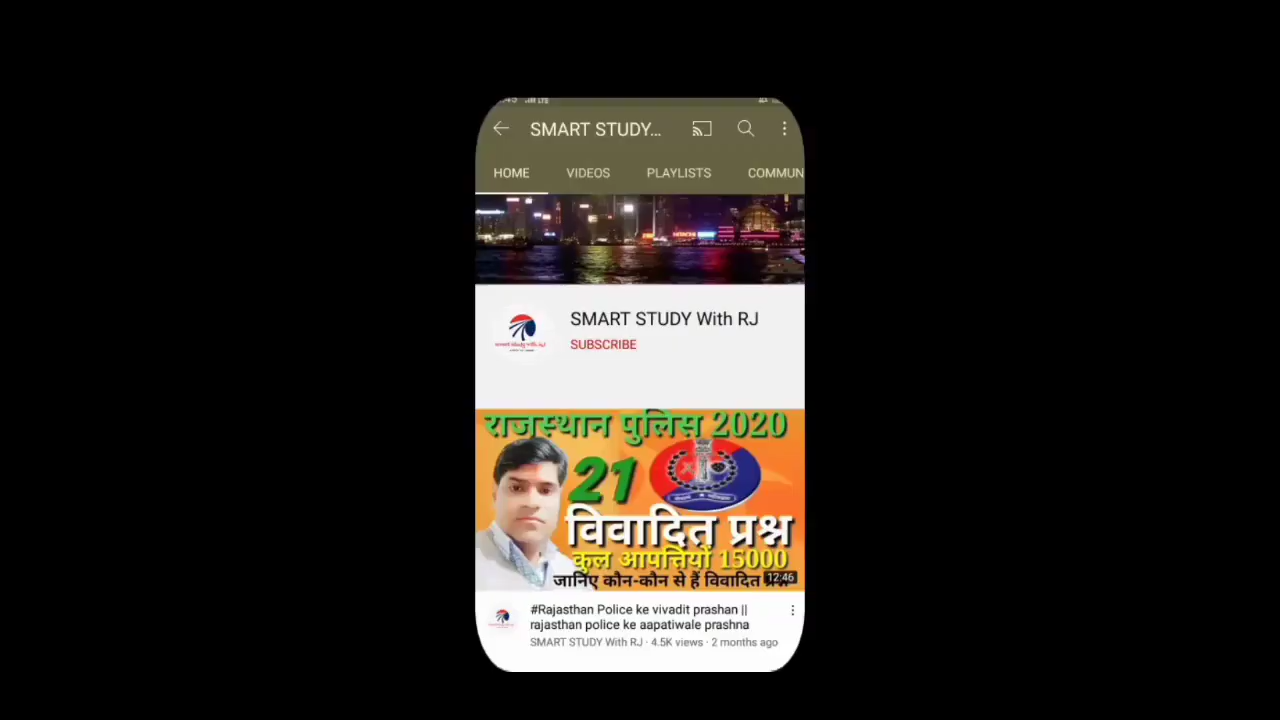 SMART STUDY...
HOME VIDEOS PLAYLISTS COMMUN
HITACHI
SMART STUDY With RJ
SUBSCRIBE
राजस्थान पुलिस 2020
21
विवादित प्रश्न
कुल आपत्तियों 15000
जानिए कौन-कौन से हैं विवादित प्रश्न
12:46
#Rajasthan Police ke vivadit prashan ||
rajasthan police ke aapatiwale prashna
SMART STUDY With RJ · 4.5K views · 2 months ago